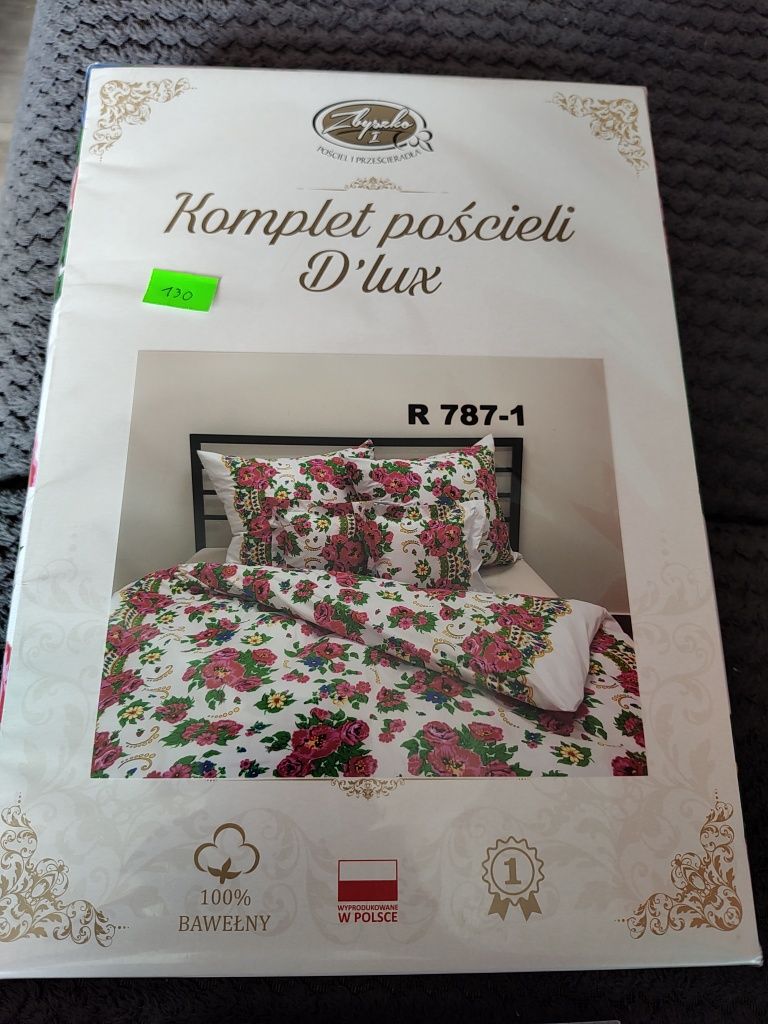 Zbyszko
I
POŚCIEL I PRZEŚCIERADŁA
Komplet pościeli
D'lux
130
R 787-1
1
100%
BAWEŁNY
WYPRODUKOWANE
W POLSCE